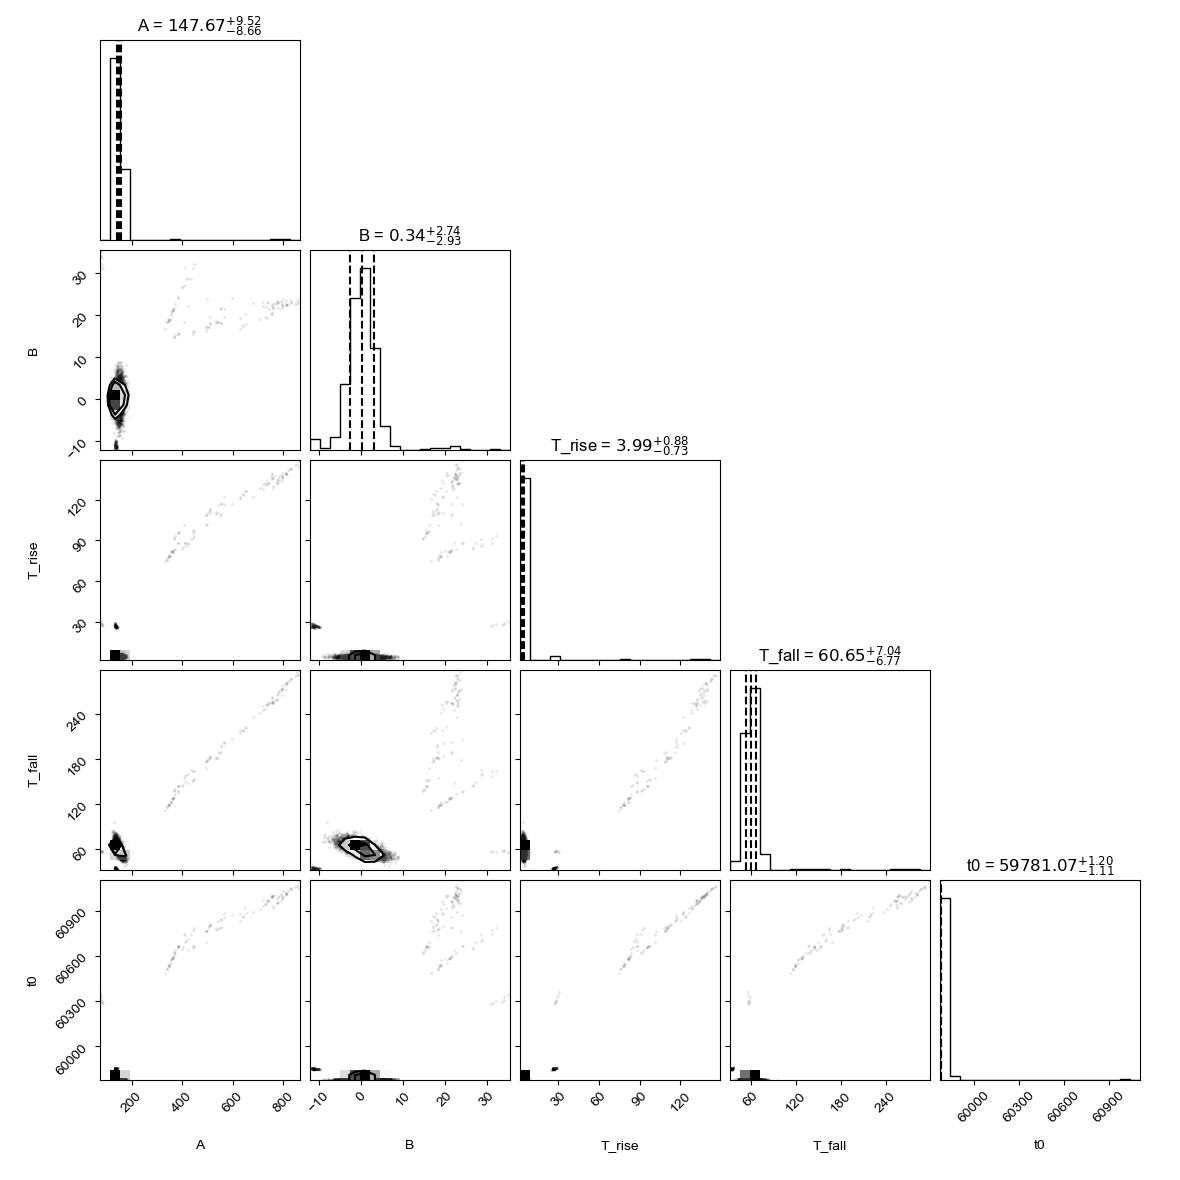 A = 147.67+9.52−8.66
B = 0.34+2.74−2.93
30
20
10
0
−10
B
T_rise = 3.99+0.88−0.73
120
90
60
30
T_rise
T_fall = 60.65+7.04−6.77
240
180
120
60
T_fall
t0 = 59781.07+1.20−1.11
60900
60600
60300
60000
t0
200 400 600 800 −10 0 10 20 30 30 60 90 120 60 120 180 240 60000 60300 60600 60900
A B T_rise T_fall t0